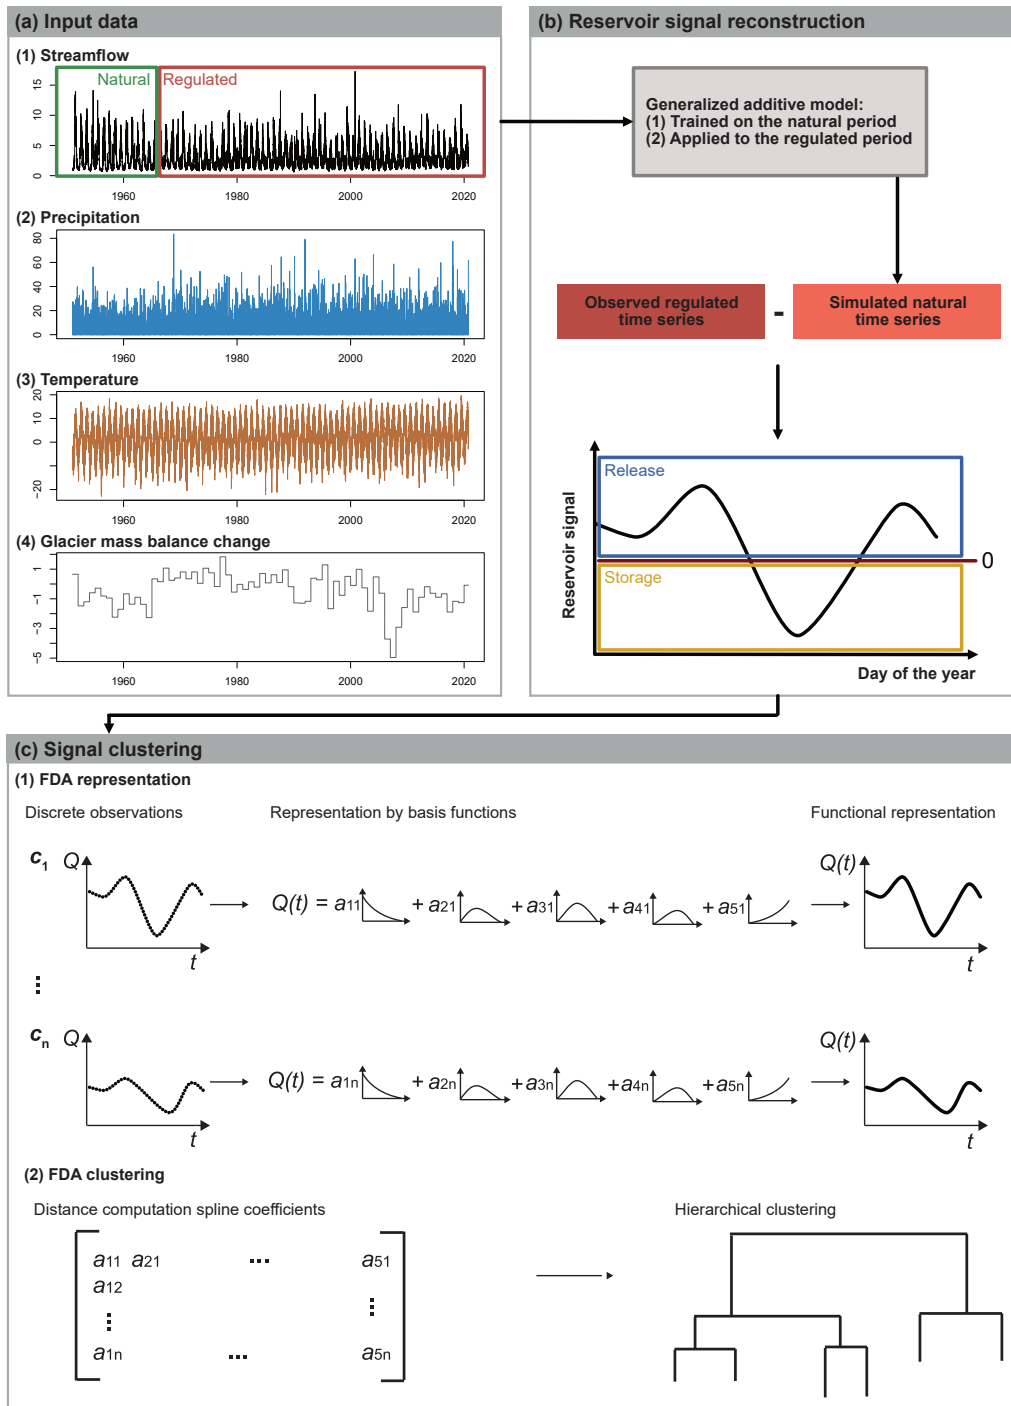 (a) Input data
(1) Streamflow
Natural Regulated
15
10
5
0
1960 1980 2000 2020
(2) Precipitation
80
60
40
20
0
1960 1980 2000 2020
(3) Temperature
20
10
0
−20
1960 1980 2000 2020
(4) Glacier mass balance change
1
−1
−3
−5
1960 1980 2000 2020
(b) Reservoir signal reconstruction
Generalized additive model:
(1) Trained on the natural period
(2) Applied to the regulated period
Observed regulated
time series
-
Simulated natural
time series
Reservoir signal
Release
0
Storage
Day of the year
(c) Signal clustering
(1) FDA representation
Discrete observations Representation by basis functions Functional representation
c1 Q t Q(t) = a11 + a21 + a31 + a41 + a51 Q(t) t
⋮
cn Q t Q(t) = a1n + a2n + a3n + a4n + a5n Q(t) t
(2) FDA clustering
Distance computation spline coefficients Hierarchical clustering
a11 a21 ... a51
a12
⋮ ⋮
a1n ... a5n